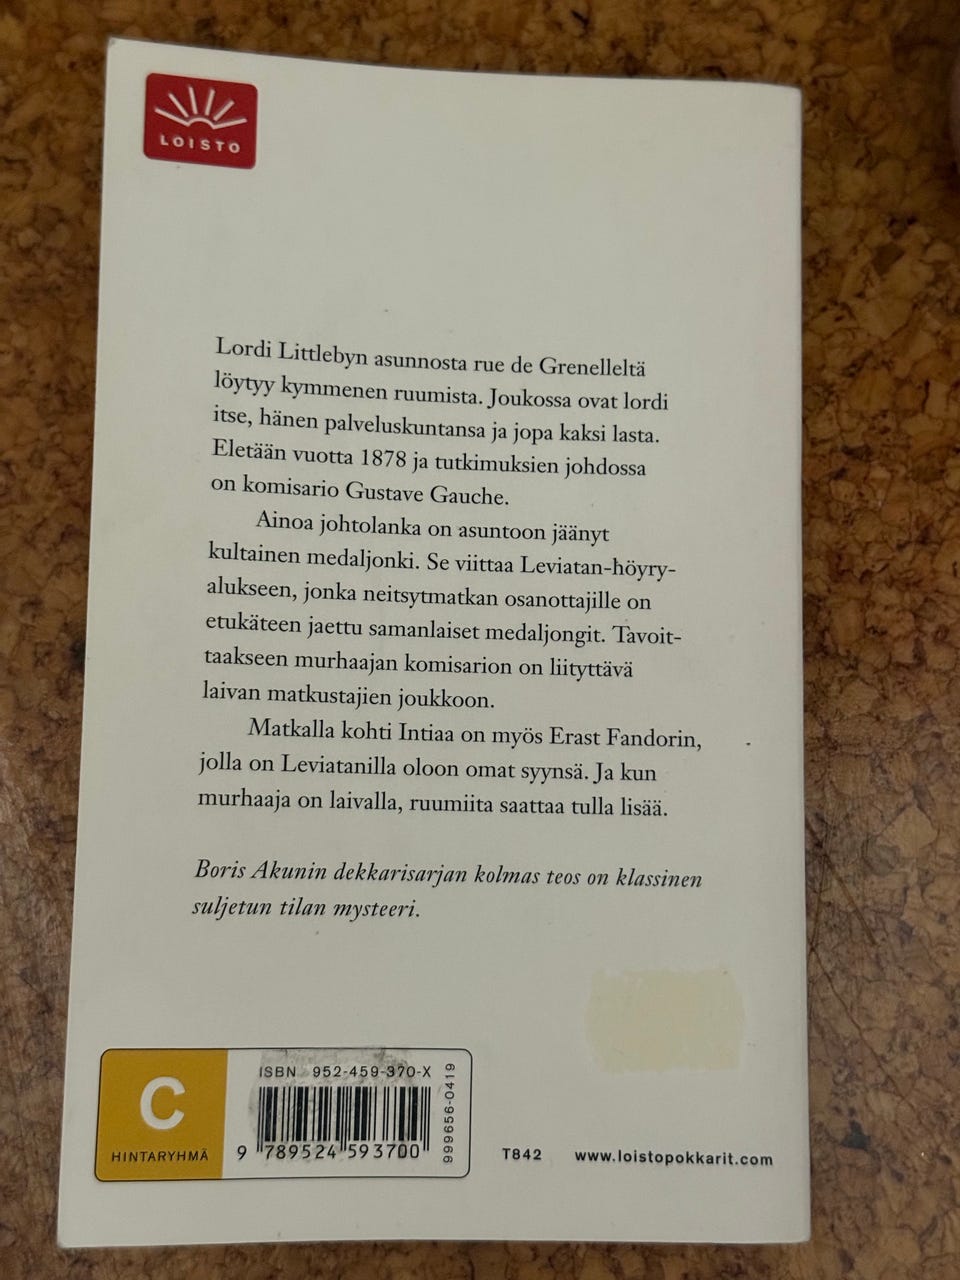 LOISTO
Lordi Littlebyn asunnosta rue de Grenelleltä
löytyy kymmenen ruumista. Joukossa ovat lordi
itse, hänen palveluskuntansa ja jopa kaksi lasta.
Eletään vuotta 1878 ja tutkimuksien johdossa
on komisario Gustave Gauche.
Ainoa johtolanka on asuntoon jäänyt
kultainen medaljonki. Se viittaa Leviatan-höyry-
alukseen, jonka neitsytmatkan osanottajille on
etukäteen jaettu samanlaiset medaljongit. Tavoit-
taakseen murhaajan komisarion on liityttävä
laivan matkustajien joukkoon.
Matkalla kohti Intiaa on myös Erast Fandorin,
jolla on Leviatanilla oloon omat syynsä. Ja kun
murhaaja on laivalla, ruumiita saattaa tulla lisää.
Boris Akunin dekkarisarjan kolmas teos on klassinen
suljetun tilan mysteeri.
C
HINTARYHMÄ
ISBN 952-459-370-X
9 789524 593700
999656-0419
T842
www.loistopokkarit.com